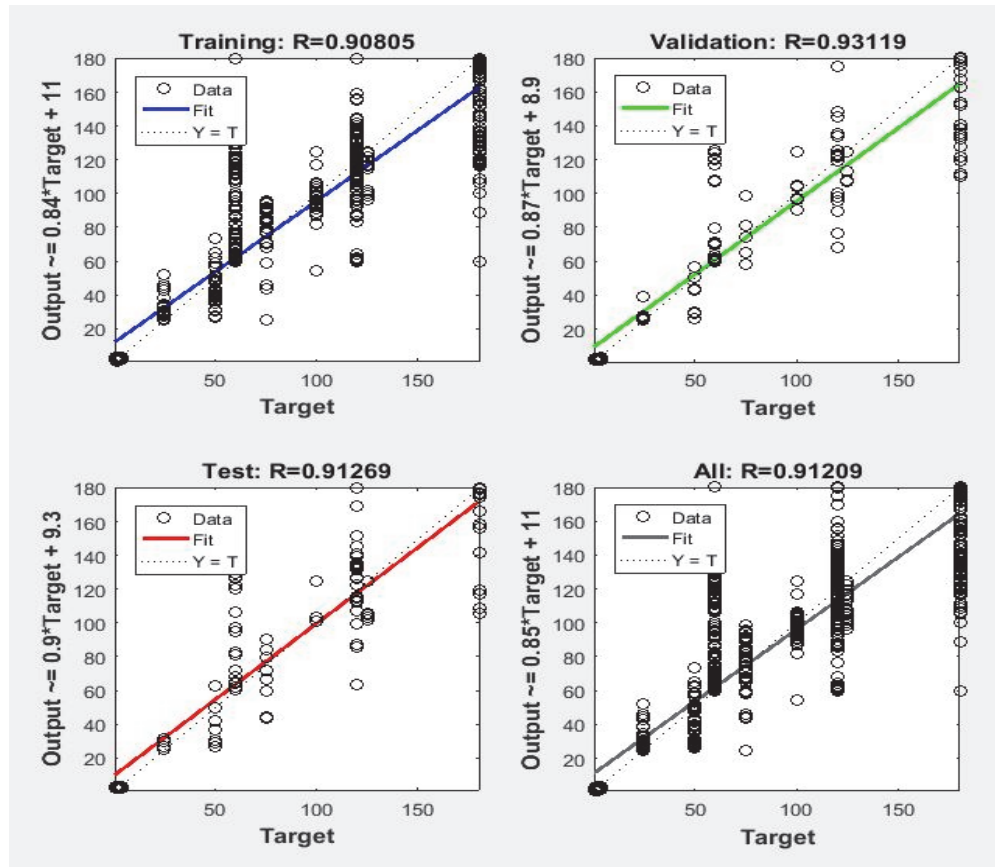 Training: R=0.90805
Output ~= 0.84*Target + 11
180
160
140
120
100
80
60
40
20
Data
Fit
Y = T
50
100
150
Target
Validation: R=0.93119
Output ~= 0.87*Target + 8.9
180
160
140
120
100
80
60
40
20
Data
Fit
Y = T
50
100
150
Target
Test: R=0.91269
Output ~= 0.9*Target + 9.3
180
160
140
120
100
80
60
40
20
Data
Fit
Y = T
50
100
150
Target
All: R=0.91209
Output ~= 0.85*Target + 11
180
160
140
120
100
80
60
40
20
Data
Fit
Y = T
50
100
150
Target